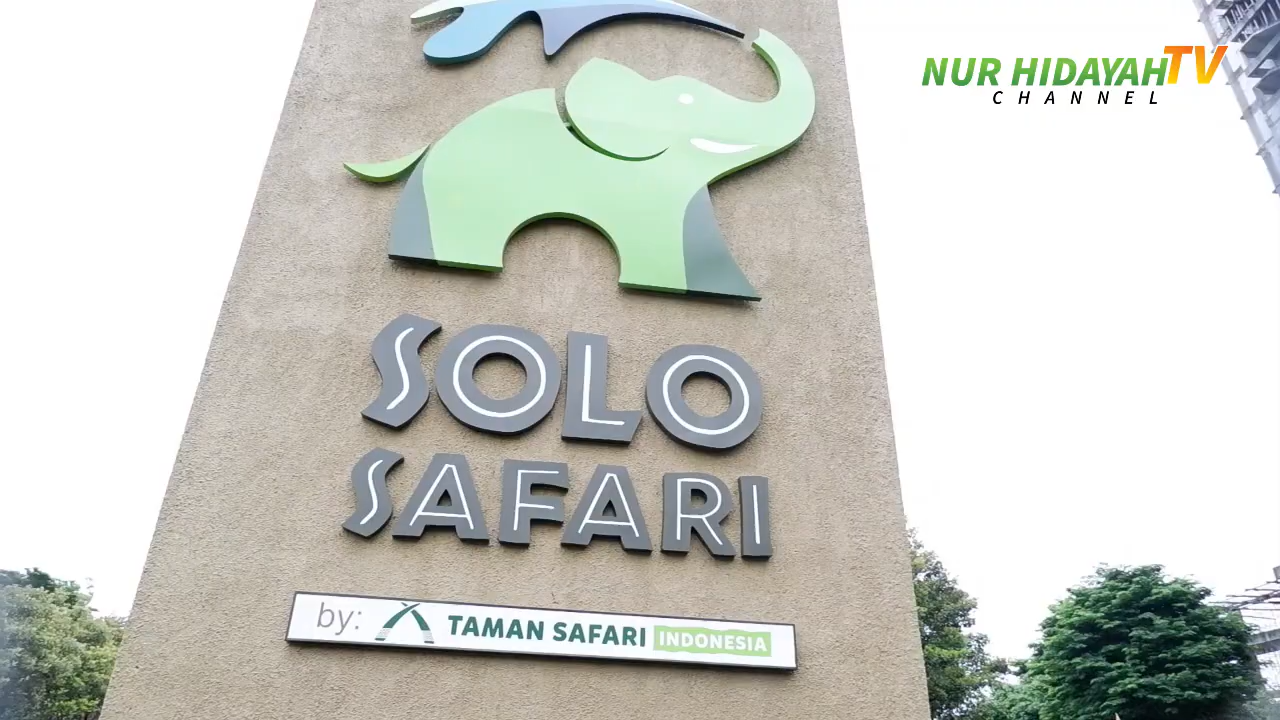 NUR HIDAYAH TV
CHANNEL
SOLO
SAFARI
by: TAMAN SAFARI INDONESIA